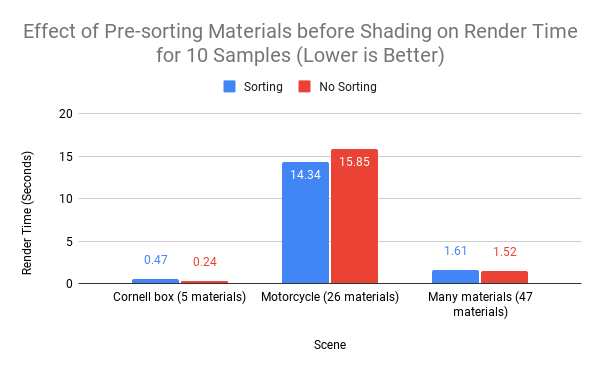 Effect of Pre-sorting Materials before Shading on Render Time
for 10 Samples (Lower is Better)
Sorting
No Sorting
Render Time (Seconds)
20
15
10
5
0
0.47
0.24
14.34
15.85
1.61
1.52
Cornell box (5 materials)
Motorcycle (26 materials)
Many materials (47
materials)
Scene